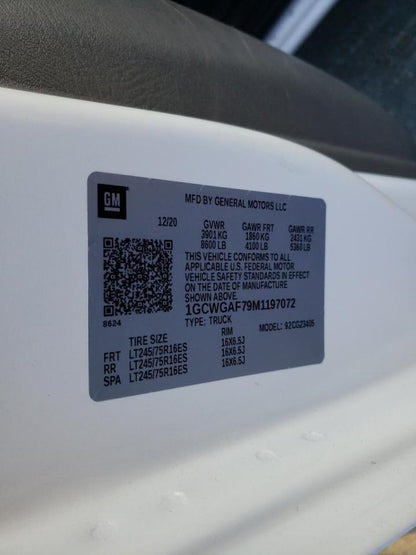 GM
MFD BY GENERAL MOTORS LLC
12/20 GVWR GAWR FRT GAWR RR
3901 KG 1860 KG 2431 KG
8600 LB 4100 LB 5360 LB
THIS VEHICLE CONFORMS TO ALL
APPLICABLE U.S. FEDERAL MOTOR
VEHICLE SAFETY STANDARDS IN EFFECT
ON THE DATE OF MANUFACTURE
SHOWN ABOVE.
1GCWGAF79M1197072
8624 TYPE: TRUCK MODEL: 92CG23405
TIRE SIZE RIM
FRT LT245/75R16ES 16X6.5J
RR LT245/75R16ES 16X6.5J
SPA LT245/75R16ES 16X6.5J